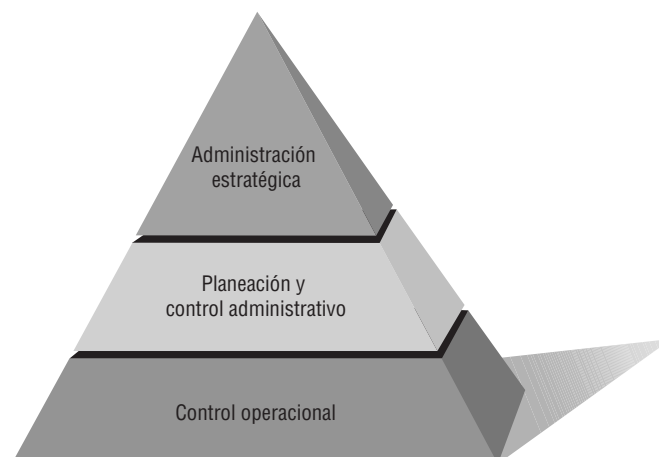 Administración
estratégica
Planeación y
control administrativo
Control operacional